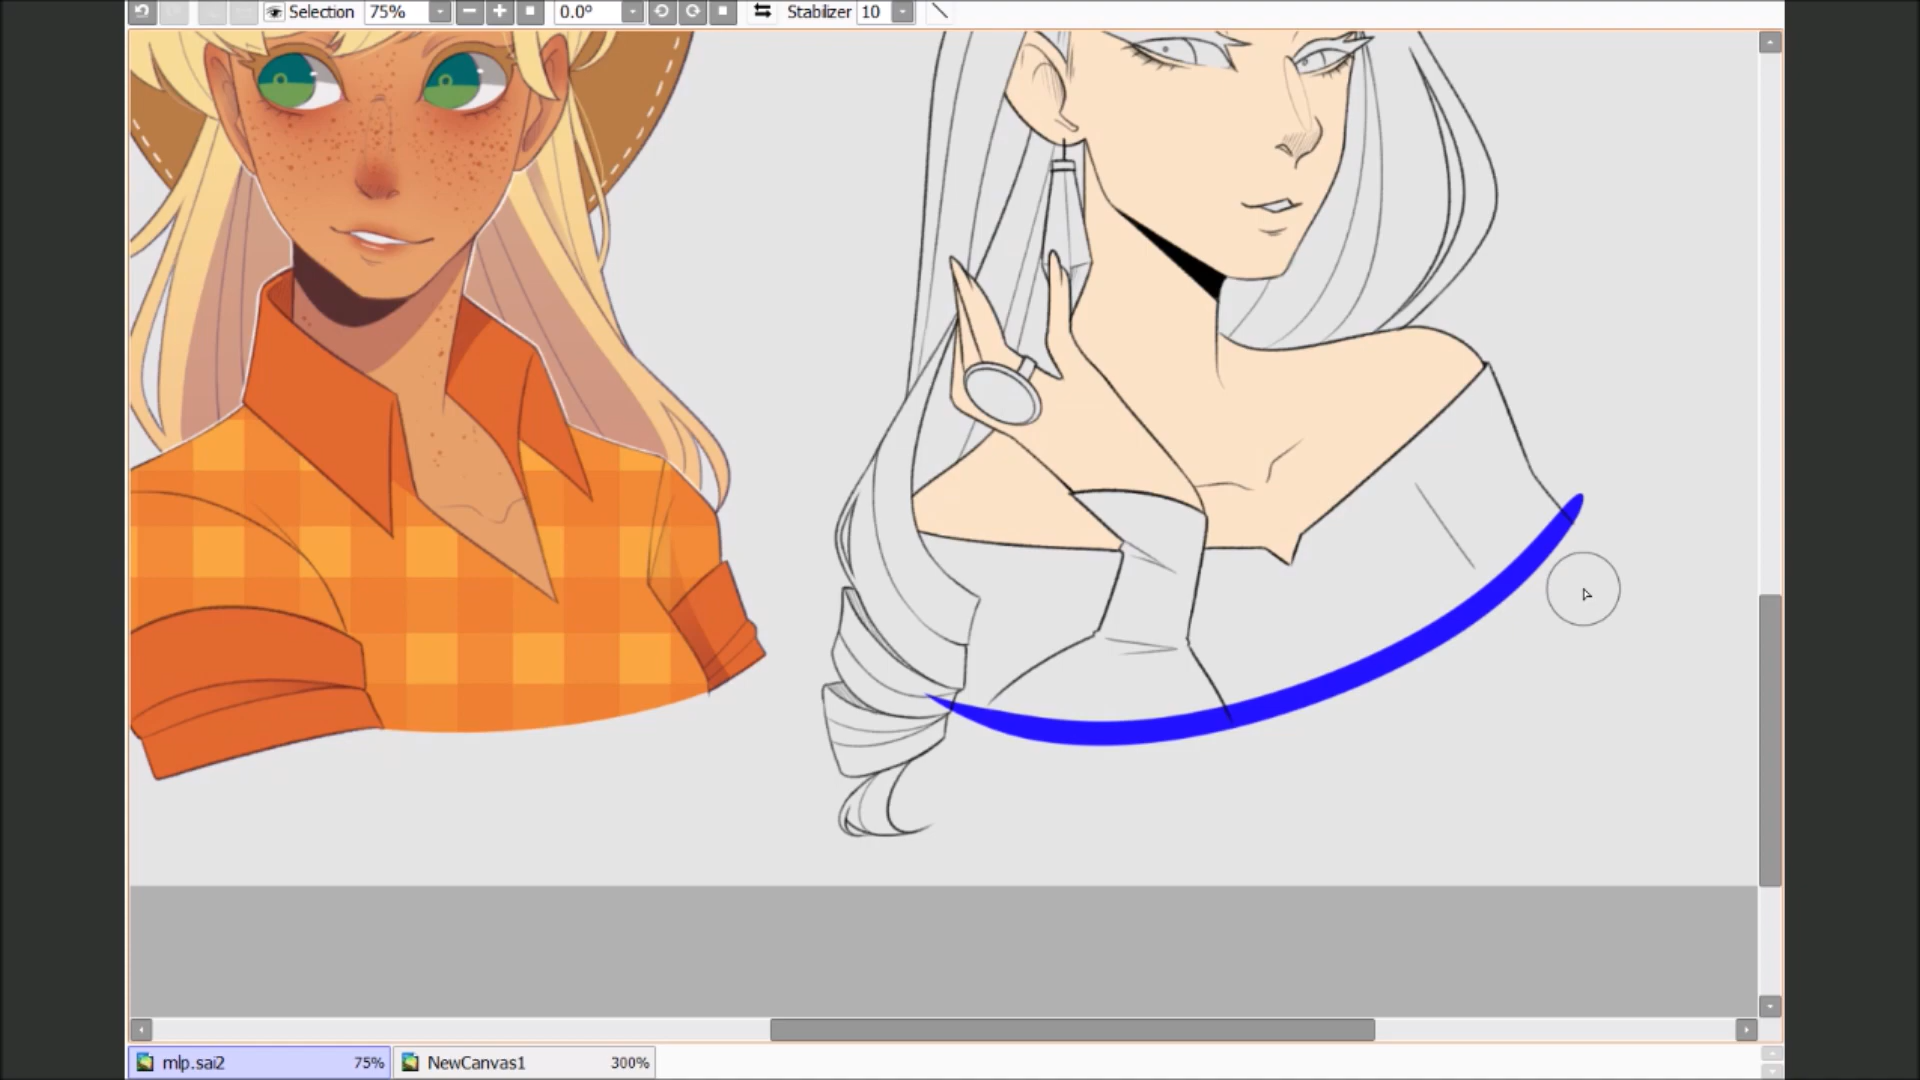 Selection 75% 0.0° Stabilizer 10
mlp.sai2 75% NewCanvas1 300%